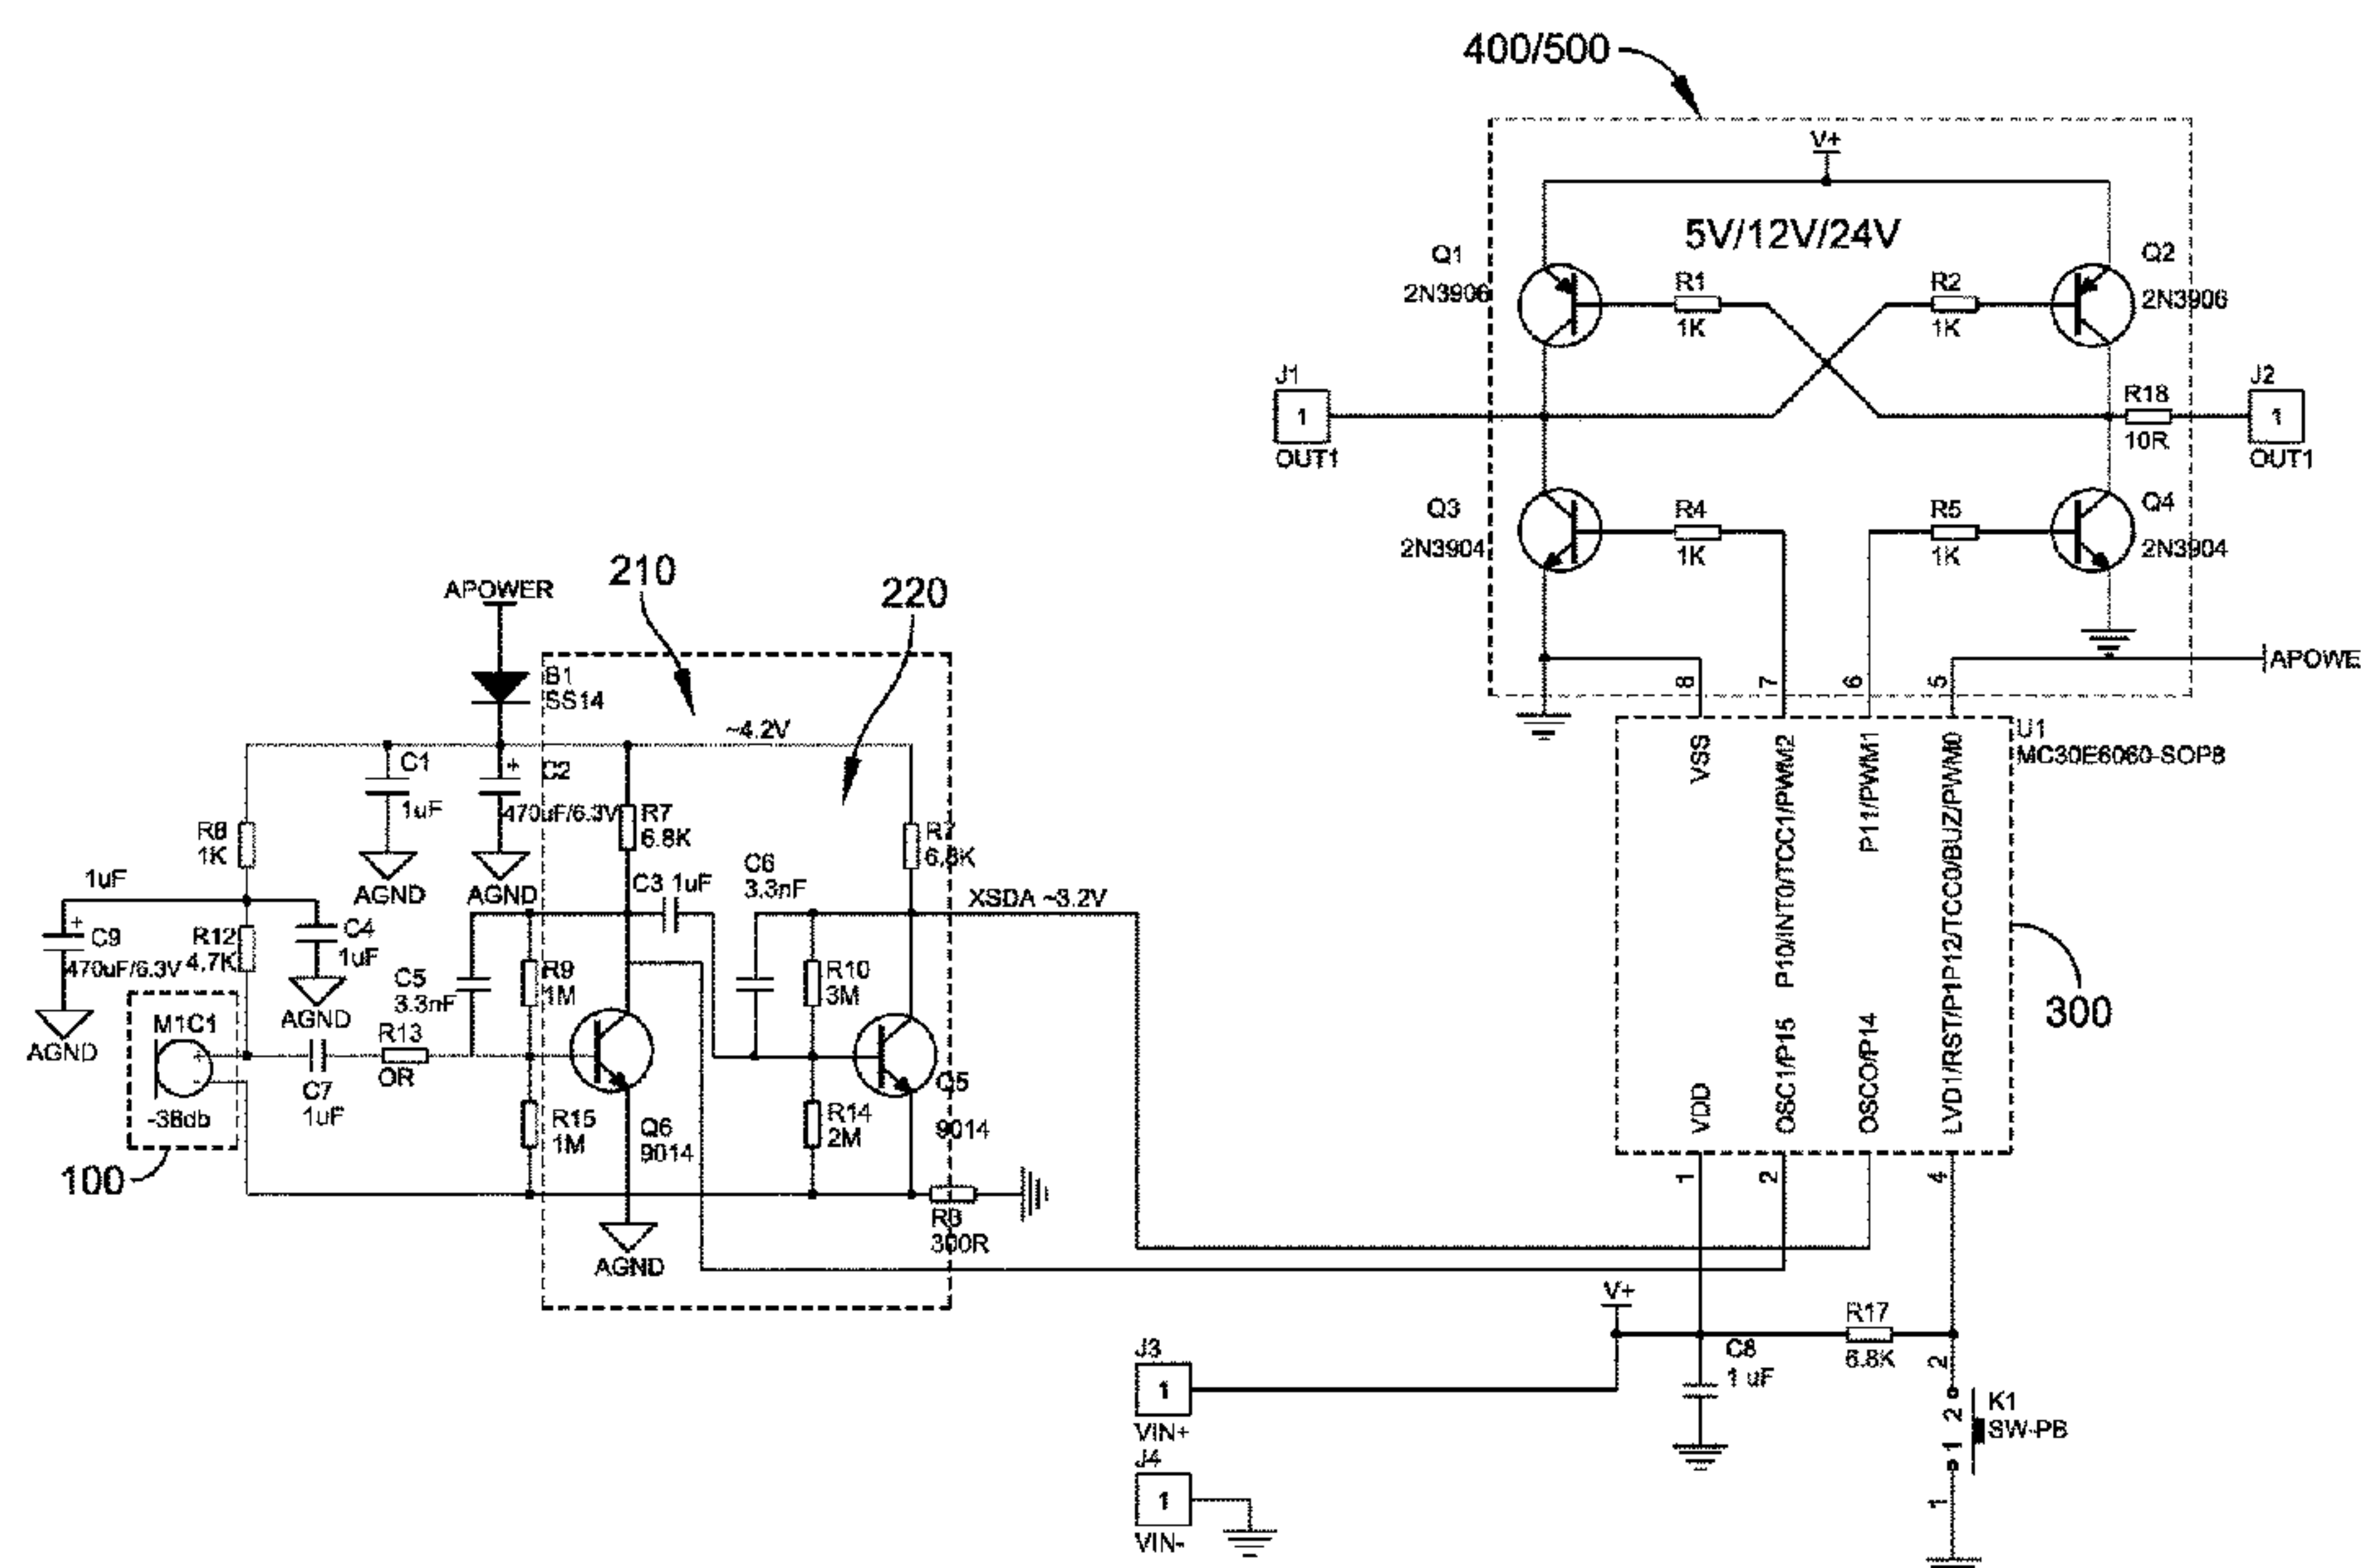 400/500
V+
5V/12V/24V
Q1
2N3906
R1
1K
R2
1K
Q2
2N3906
J1
1
OUT1
R18
10R
J2
1
OUT1
Q3
2N3904
R4
1K
R5
1K
Q4
2N3904
8
7
6
5
APOWE
U1
MC30E6060-SOP8
VSS
P10/INT0/TCC1/PWM2
P11/PWM1
LVD1/RST/P1P12/TCC0/BUZ/PWM0
VDD
OSC1/P15
OSCO/P14
1
2
4
300
APOWER
210
220
B1
SS14
~4.2V
C1
1uF
C2
470uF/6.3V
R7
6.8K
R7
6.8K
AGND
AGND
1K
1uF
C9
470uF/6.3V
R12
4.7K
C4
1uF
AGND
AGND
C3 1uF
C6
3.3nF
XSDA ~3.2V
C5
3.3nF
R9
1M
R10
3M
M1C1
-38db
100
C7
1uF
R13
OR
R15
1M
Q6
9014
R14
2M
Q5
9014
300R
AGND
V+
R17
6.8K
C8
1 uF
J3
1
VIN+
J4
1
VIN-
2
2
1
1
K1
SW-PB